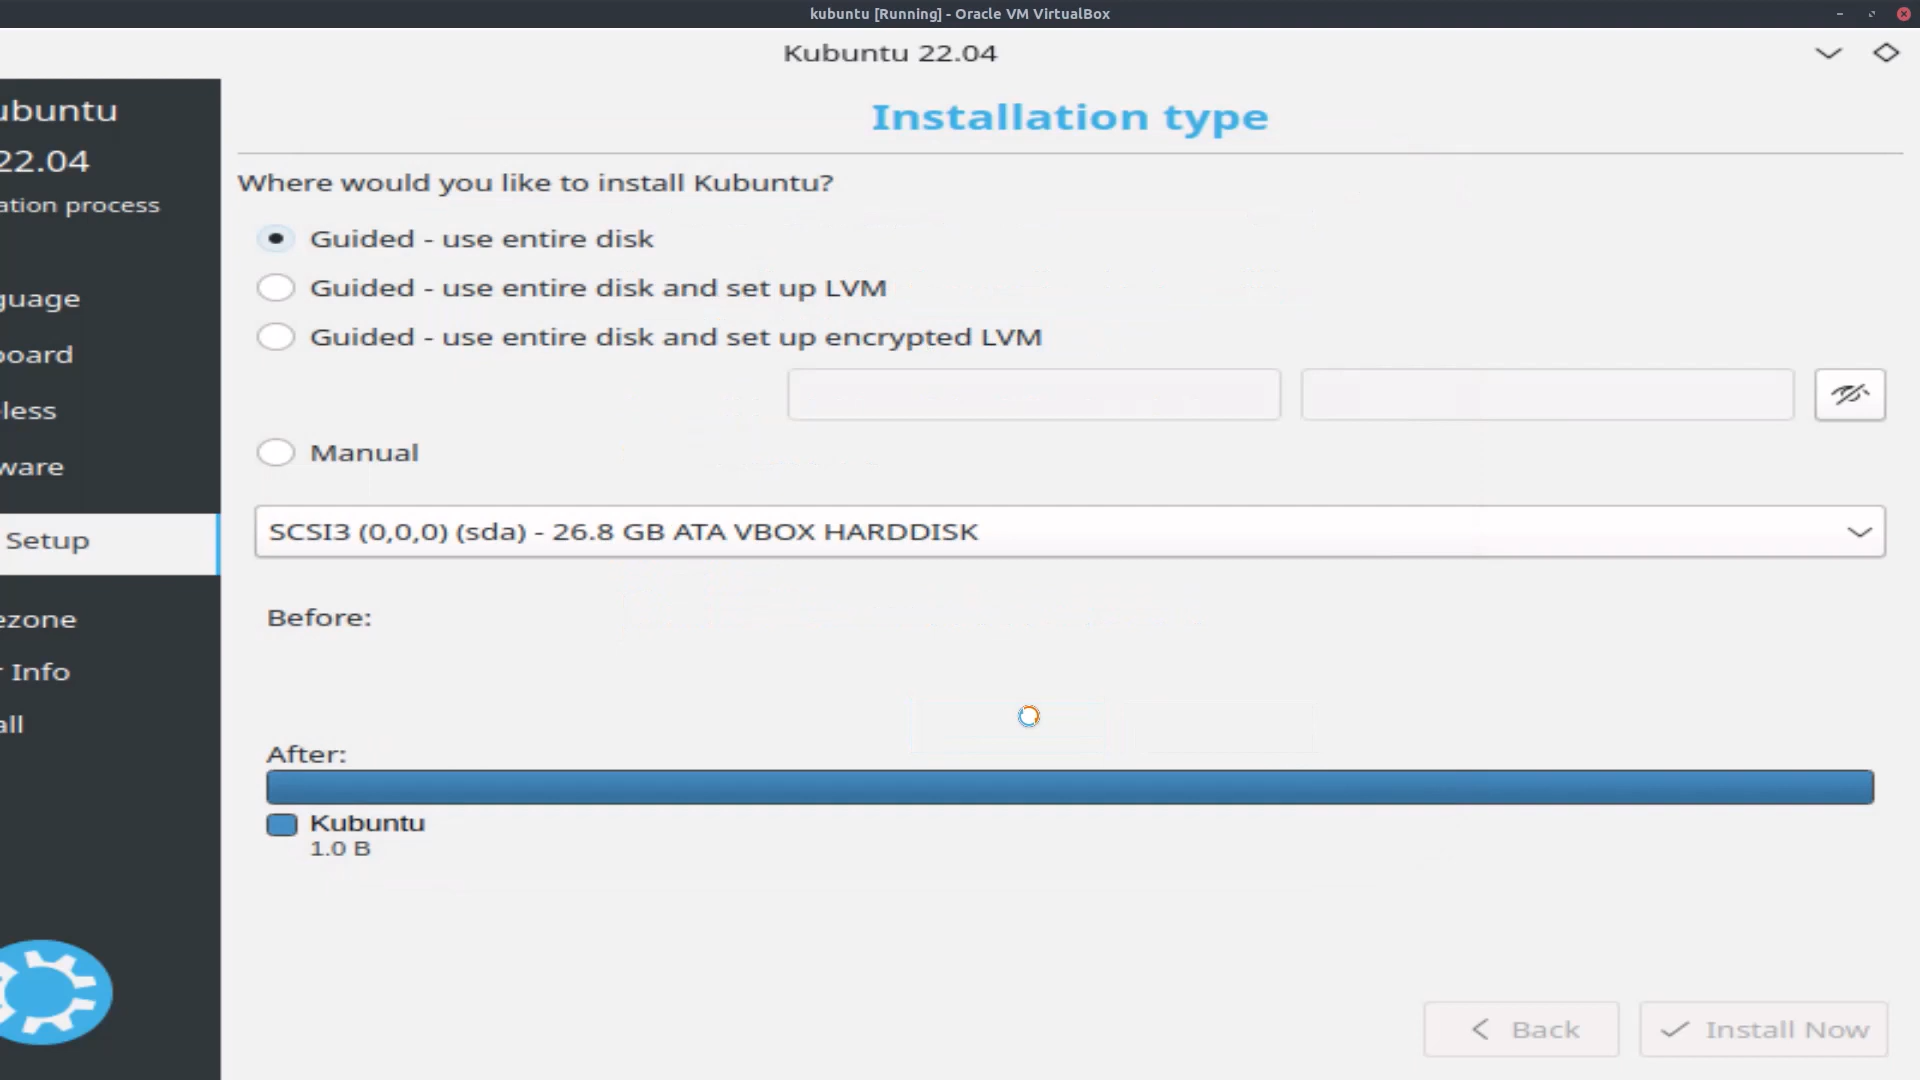 kubuntu [Running] - Oracle VM VirtualBox
Kubuntu 22.04
ubuntu
22.04
ation process
guage
board
less
ware
Setup
ezone
r Info
all
Installation type
Where would you like to install Kubuntu?
Guided - use entire disk
Guided - use entire disk and set up LVM
Guided - use entire disk and set up encrypted LVM
Manual
SCSI3 (0,0,0) (sda) - 26.8 GB ATA VBOX HARDDISK
Before:
After:
Kubuntu
1.0 B
Back
Install Now